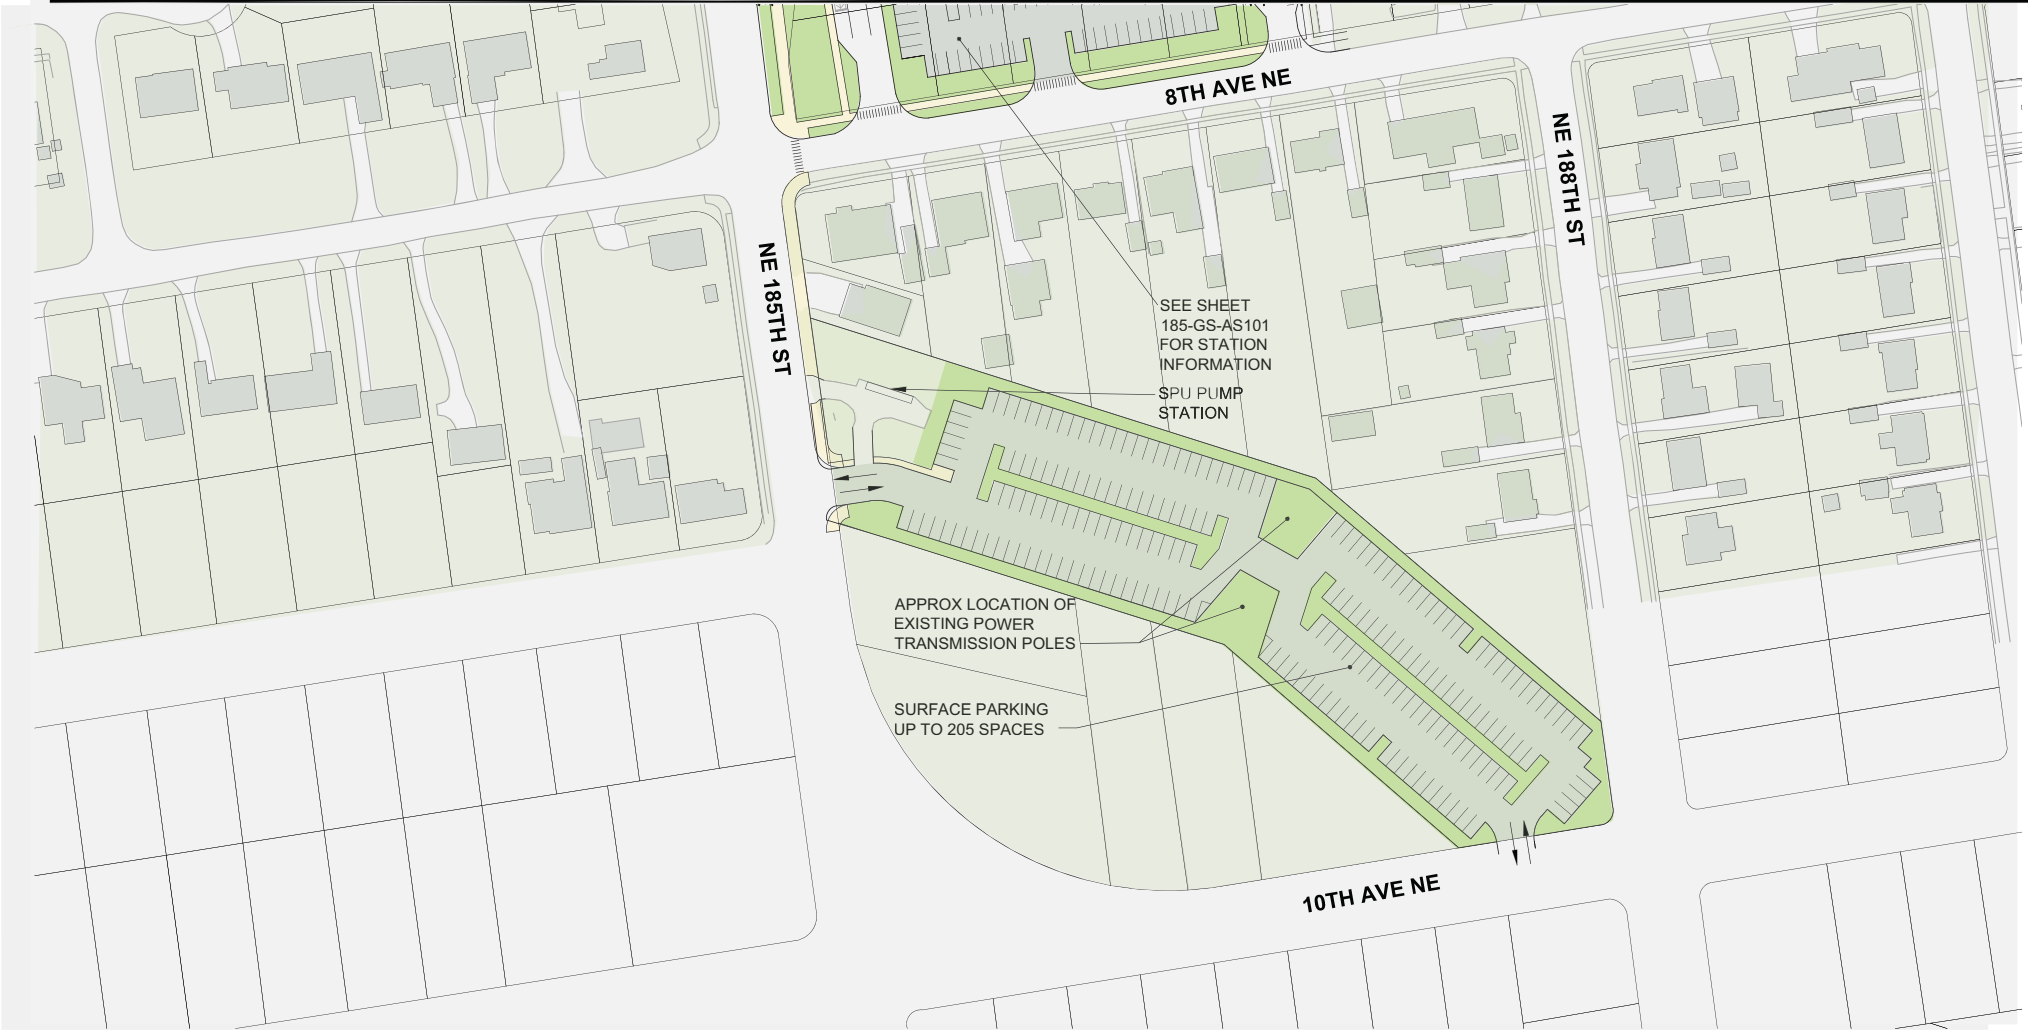 8TH AVE NE
NE 188TH ST
NE 185TH ST
SEE SHEET
185-GS-AS101
FOR STATION
INFORMATION
SPU PUMP
STATION
APPROX LOCATION OF
EXISTING POWER
TRANSMISSION POLES
SURFACE PARKING
UP TO 205 SPACES
10TH AVE NE